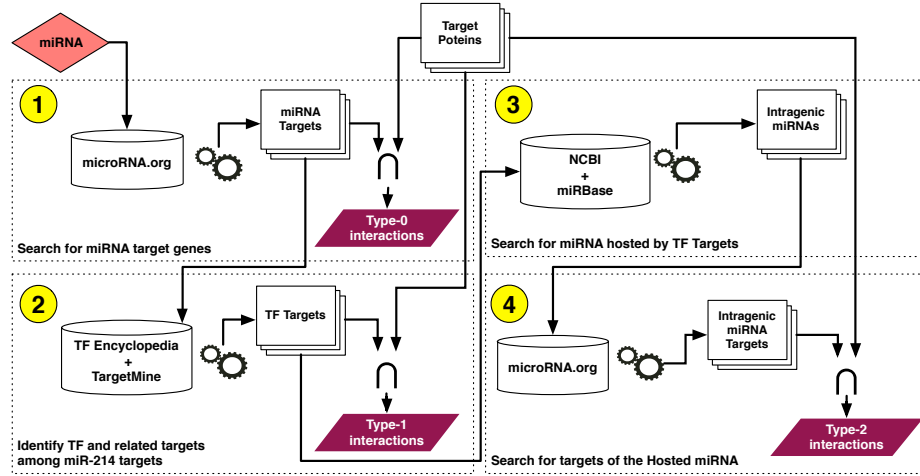 miRNA
Target
Poteins
1
miRNA
Targets
microRNA.org
Type-0
interactions
Search for miRNA target genes
3
Intragenic
miRNAs
NCBI
+
miRBase
Search for miRNA hosted by TF Targets
2
TF Targets
TF Encyclopedia
+
TargetMine
Type-1
interactions
Identify TF and related targets
among miR-214 targets
4
Intragenic
miRNA
Targets
microRNA.org
Type-2
interactions
Search for targets of the Hosted miRNA